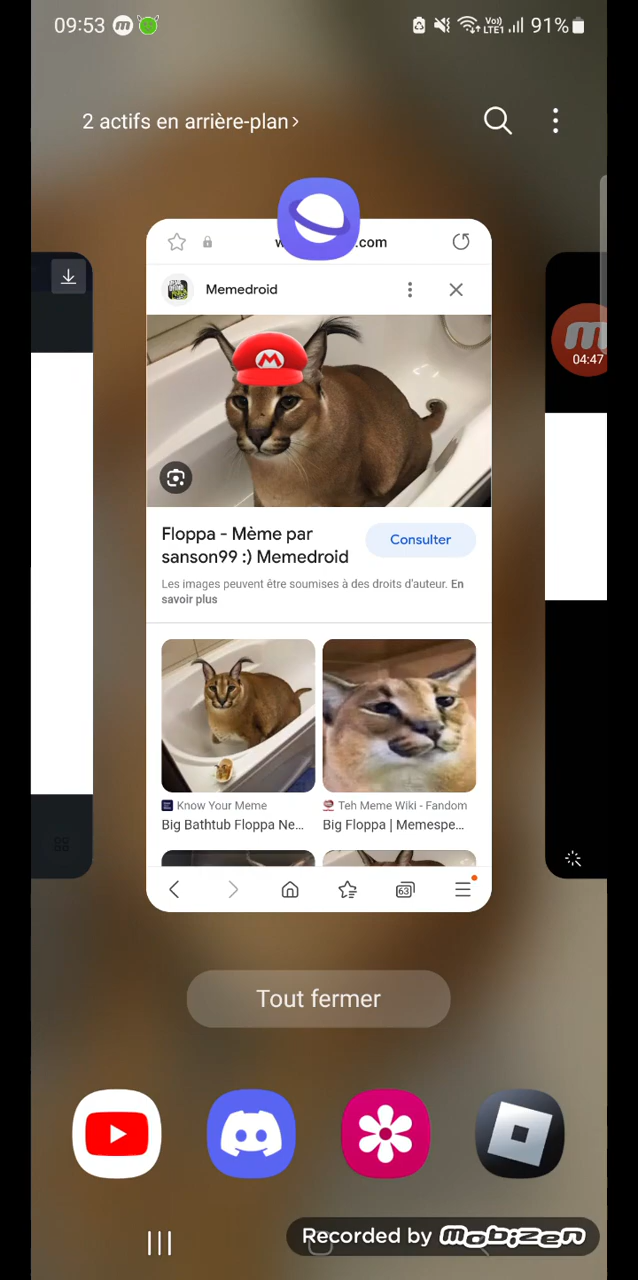 09:53
Vo)) LTE1 91%
2 actifs en arrière-plan>
w .com
Memedroid
M
04:47
Floppa - Mème par
sanson99 :) Memedroid
Consulter
Les images peuvent être soumises à des droits d'auteur. En
savoir plus
Know Your Meme
Big Bathtub Floppa Ne...
Teh Meme Wiki - Fandom
Big Floppa | Memespe...
63
Tout fermer
Recorded by mobizen